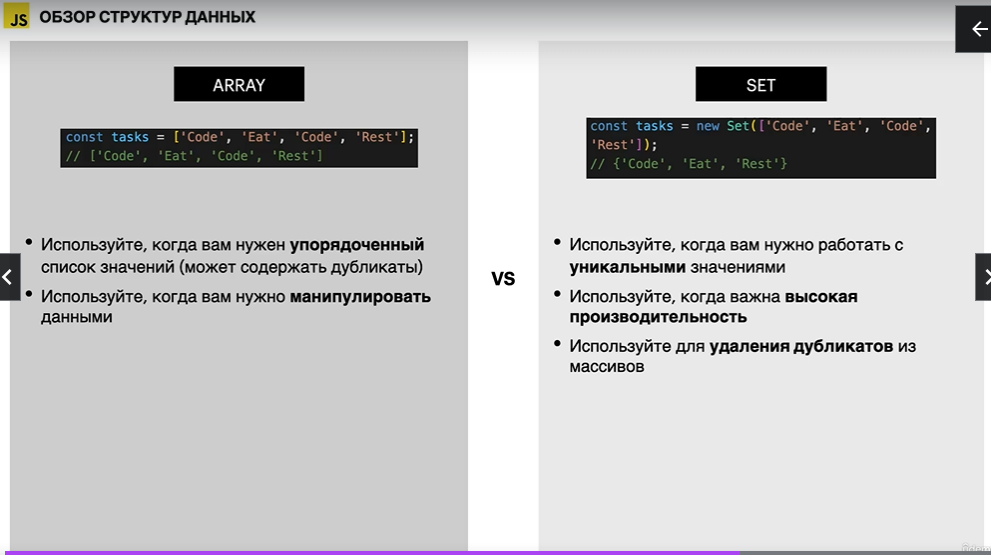 JS ОБЗОР СТРУКТУР ДАННЫХ
ARRAY
const tasks = ['Code', 'Eat', 'Code', 'Rest'];
// ['Code', 'Eat', 'Code', 'Rest']
• Используйте, когда вам нужен упорядоченный
список значений (может содержать дубликаты)
• Используйте, когда вам нужно манипулировать
данными
VS
SET
const tasks = new Set(['Code', 'Eat', 'Code',
'Rest']);
// {'Code', 'Eat', 'Rest'}
• Используйте, когда вам нужно работать с
уникальными значениями
• Используйте, когда важна высокая
производительность
• Используйте для удаления дубликатов из
массивов